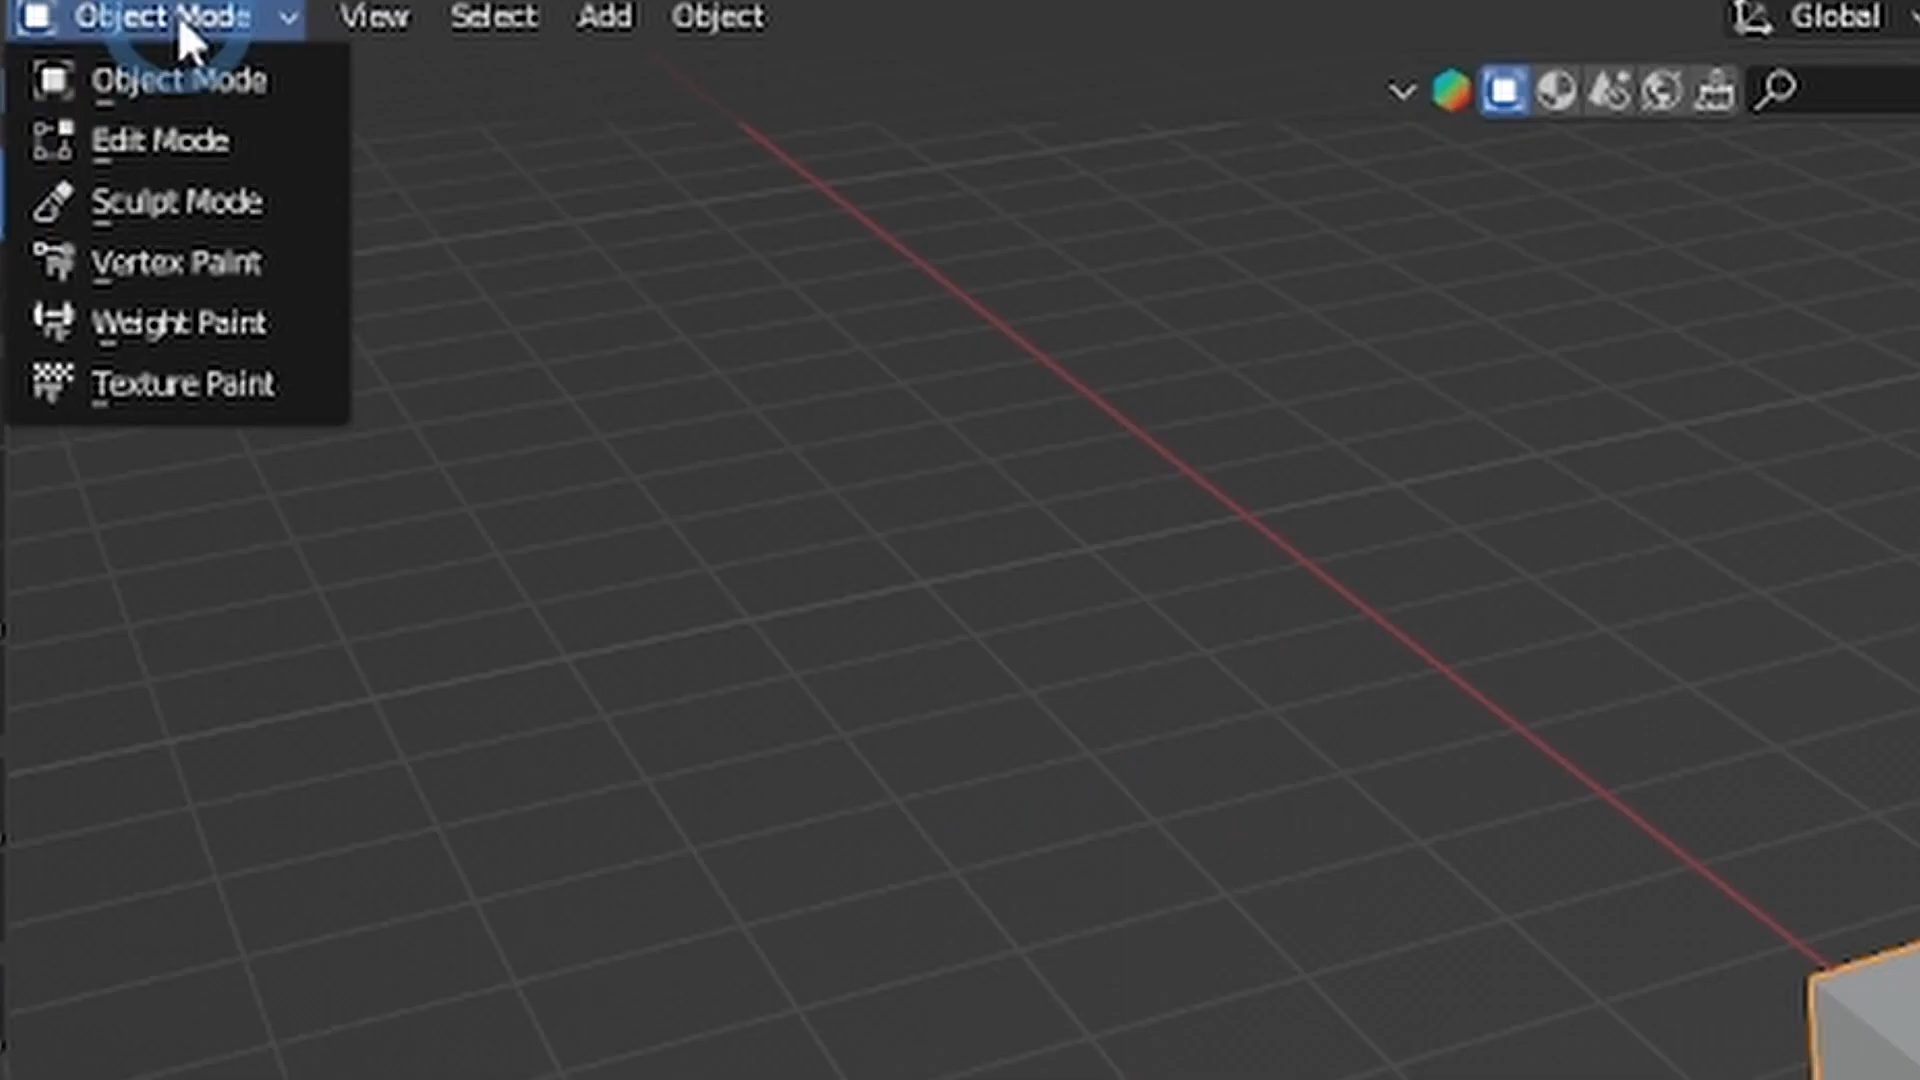 Object Mode View Select Add Object Global
Object Mode
Edit Mode
Sculpt Mode
Vertex Paint
Weight Paint
Texture Paint